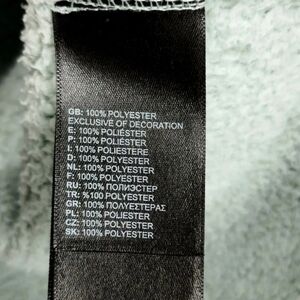 GB: 100% POLYESTER
EXCLUSIVE OF DECORATION
E: 100% POLIÉSTER
P: 100% POLIÉSTER
I: 100% POLIESTERE
D: 100% POLYESTER
NL: 100% POLYESTER
F: 100% POLYESTER
RU: 100% ПОЛИЭСТЕР
TR: %100 POLYESTER
GR: 100% ΠΟΛΥΕΣΤΕΡΑΣ
PL: 100% POLYESTER
CZ: 100% POLYESTER
SK: 100% POLYESTER